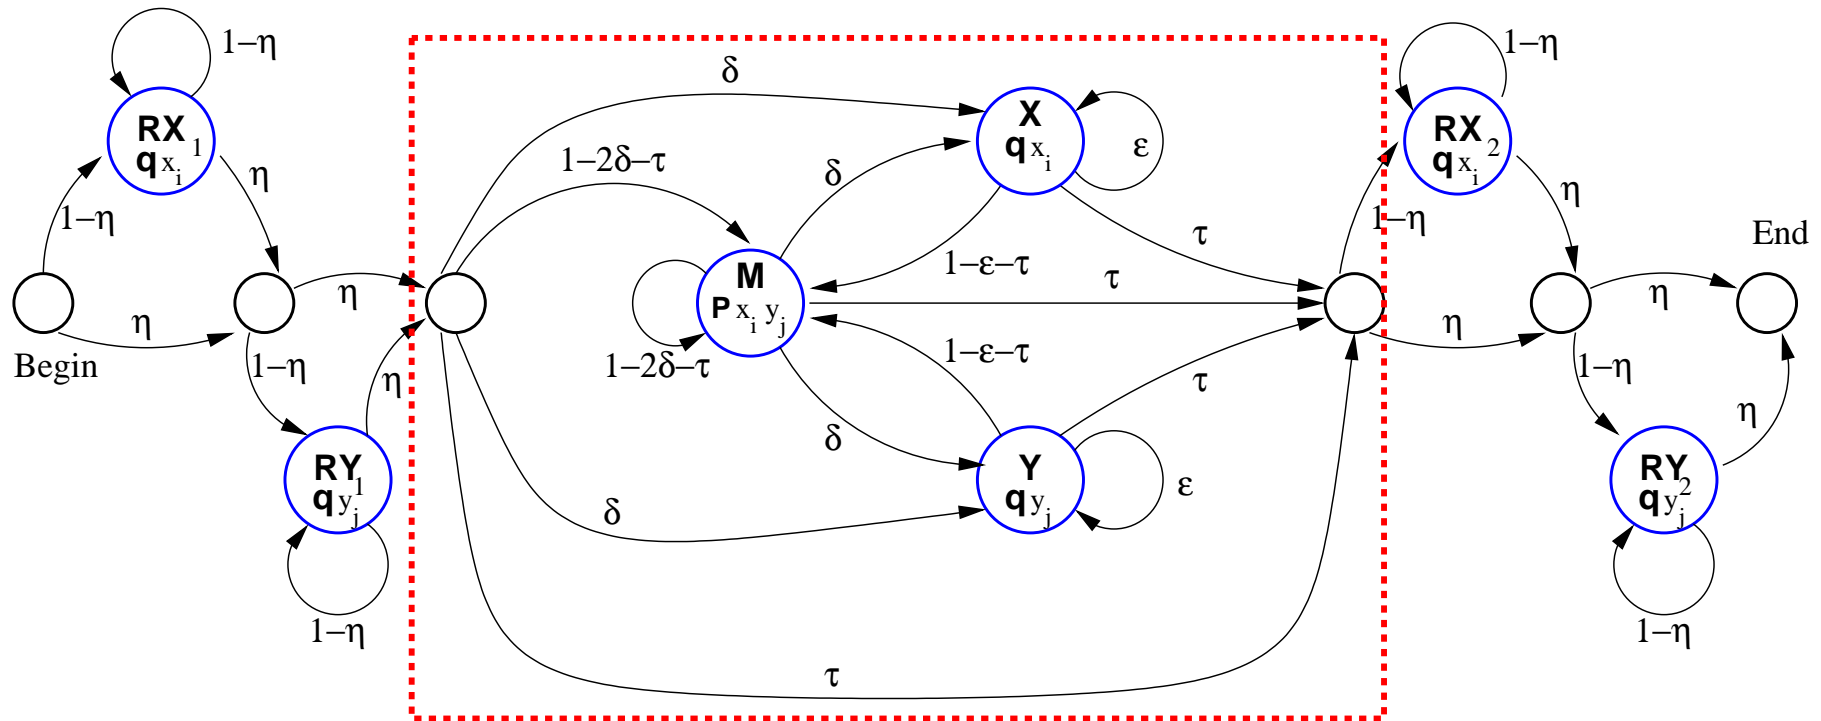 1−η
RX
q x i 1
η
1−η
Begin
η
η
1−η
η
RY
q y j 1
1−η
δ
1−2δ−τ
δ
X
q x i
ε
1−ε−τ
τ
M
P x i y j
τ
1−2δ−τ
1−ε−τ
δ
τ
Y
q y j
ε
δ
τ
1−η
RX
q x i 2
1−η
η
End
η
η
1−η
η
RY
q y j 2
1−η